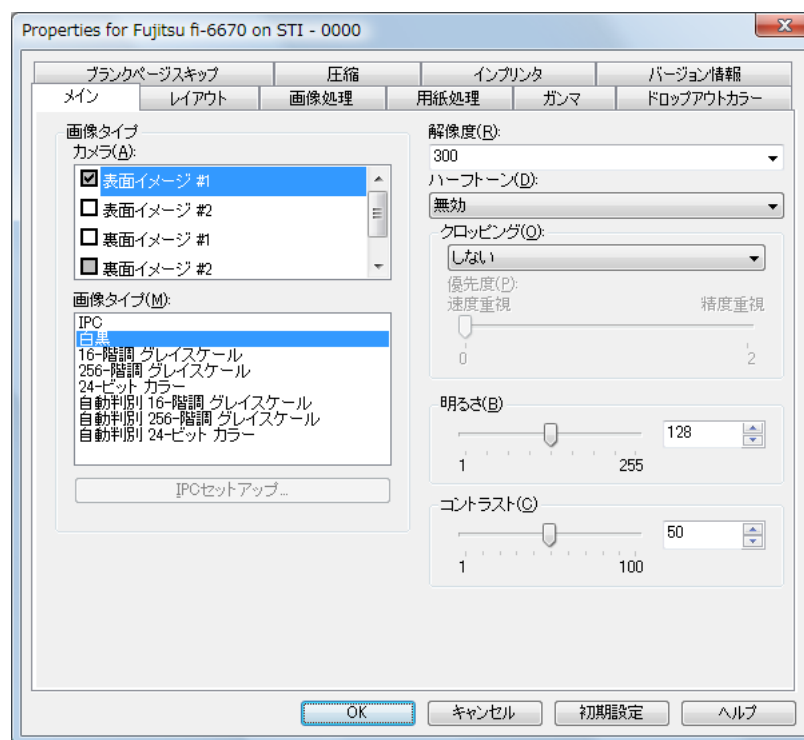 Properties for Fujitsu fi-6670 on STI - 0000
ブランクページスキップ 圧縮 インプリンタ バージョン情報
メイン レイアウト 画像処理 用紙処理 ガンマ ドロップアウトカラー
画像タイプ
カメラ(A):
表面イメージ #1
表面イメージ #2
裏面イメージ #1
裏面イメージ #2
画像タイプ(M):
IPC
白黒
16-階調 グレイスケール
256-階調 グレイスケール
24-ビット カラー
自動判別 16-階調 グレイスケール
自動判別 256-階調 グレイスケール
自動判別 24-ビット カラー
IPCセットアップ...
解像度(R):
300
ハーフトーン(D):
無効
クロッピング(O):
しない
優先度(P):
速度重視 精度重視
0 2
明るさ(B)
128
1 255
コントラスト(C)
50
1 100
OK キャンセル 初期設定 ヘルプ